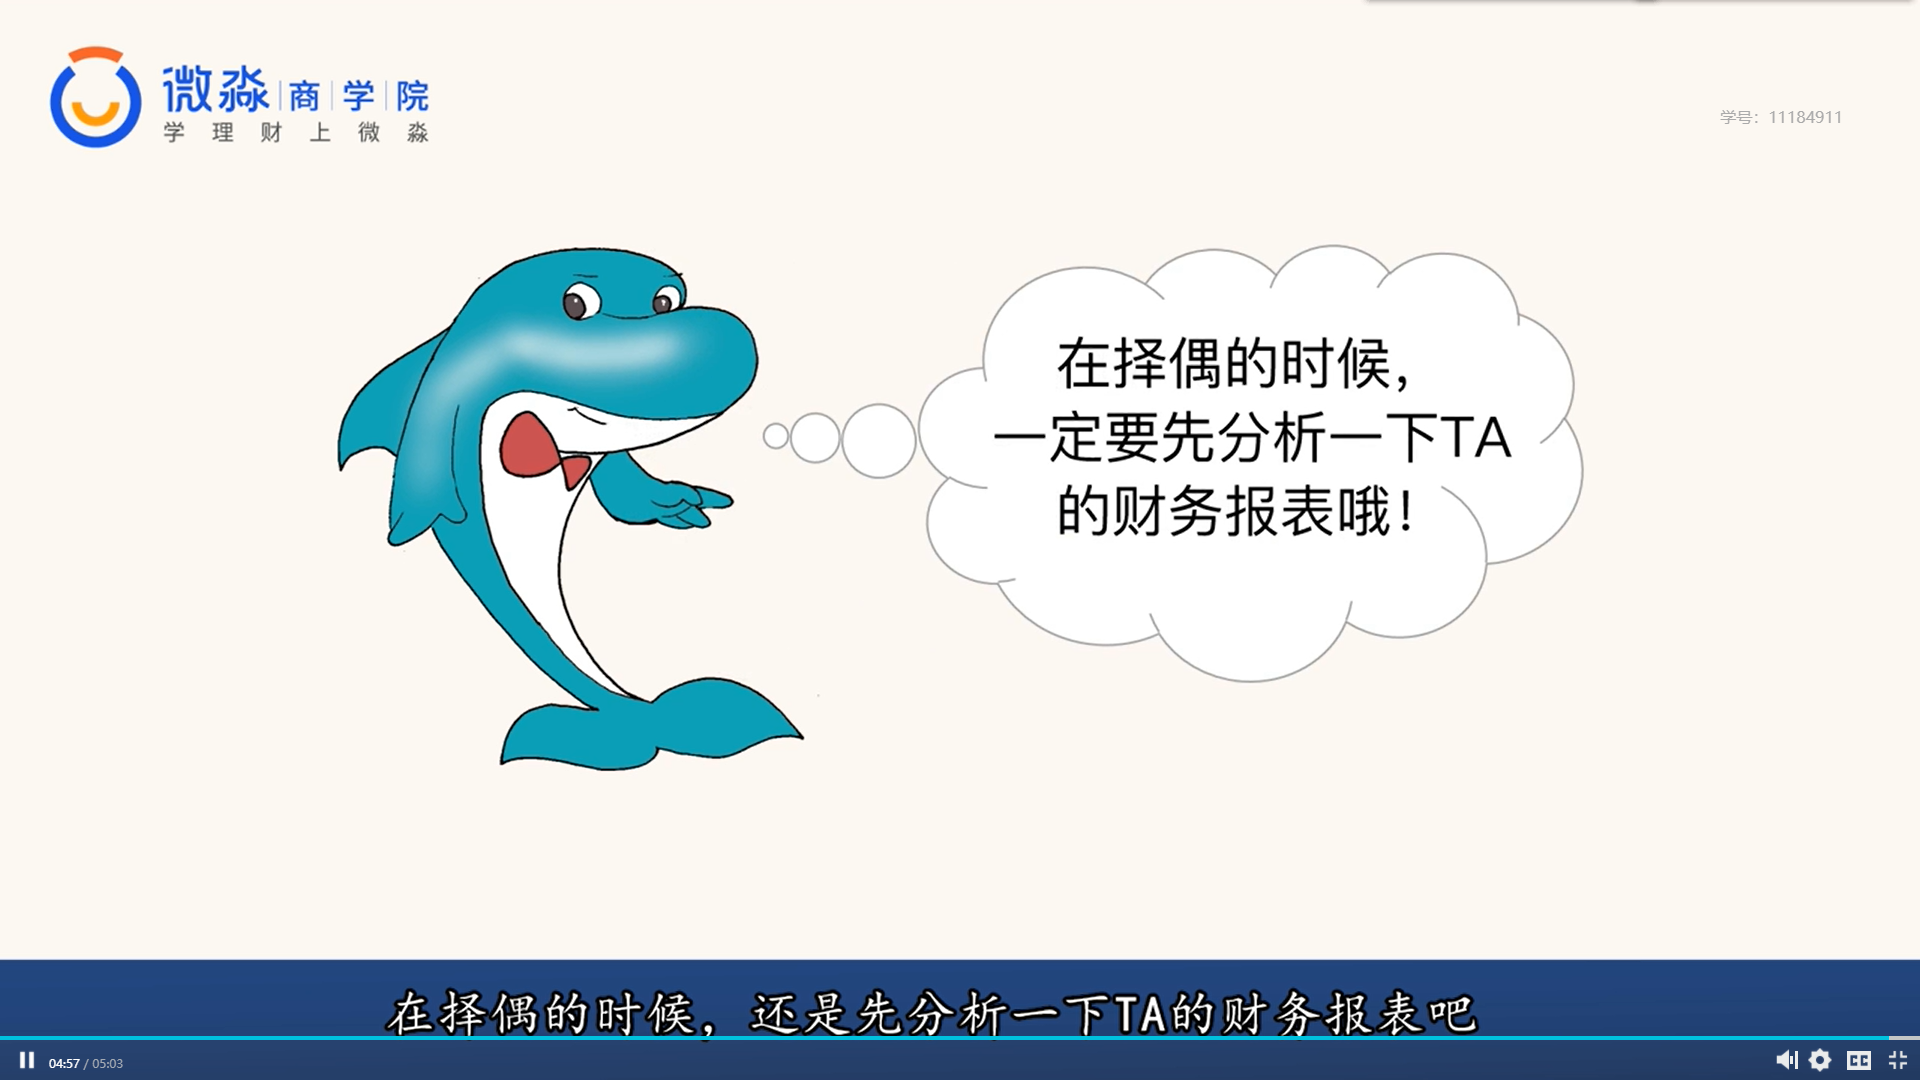 微淼商学院
学理财上微淼
学号：11184911
在择偶的时候，
一定要先分析一下TA
的财务报表哦！
在择偶的时候，还是先分析一下TA的财务报表吧
04:57 / 05:03
CC